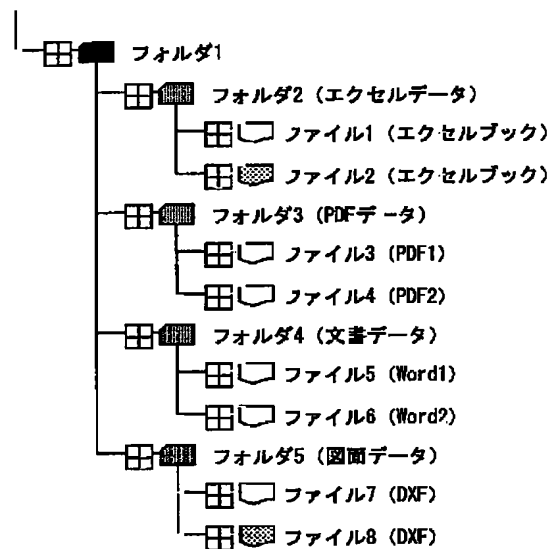 フォルダ1
フォルダ2 (エクセルデータ)
ファイル1 (エクセルブック)
ファイル2 (エクセルブック)
フォルダ3 (PDFデータ)
ファイル3 (PDF1)
ファイル4 (PDF2)
フォルダ4 (文書データ)
ファイル5 (Word1)
ファイル6 (Word2)
フォルダ5 (図面データ)
ファイル7 (DXF)
ファイル8 (DXF)